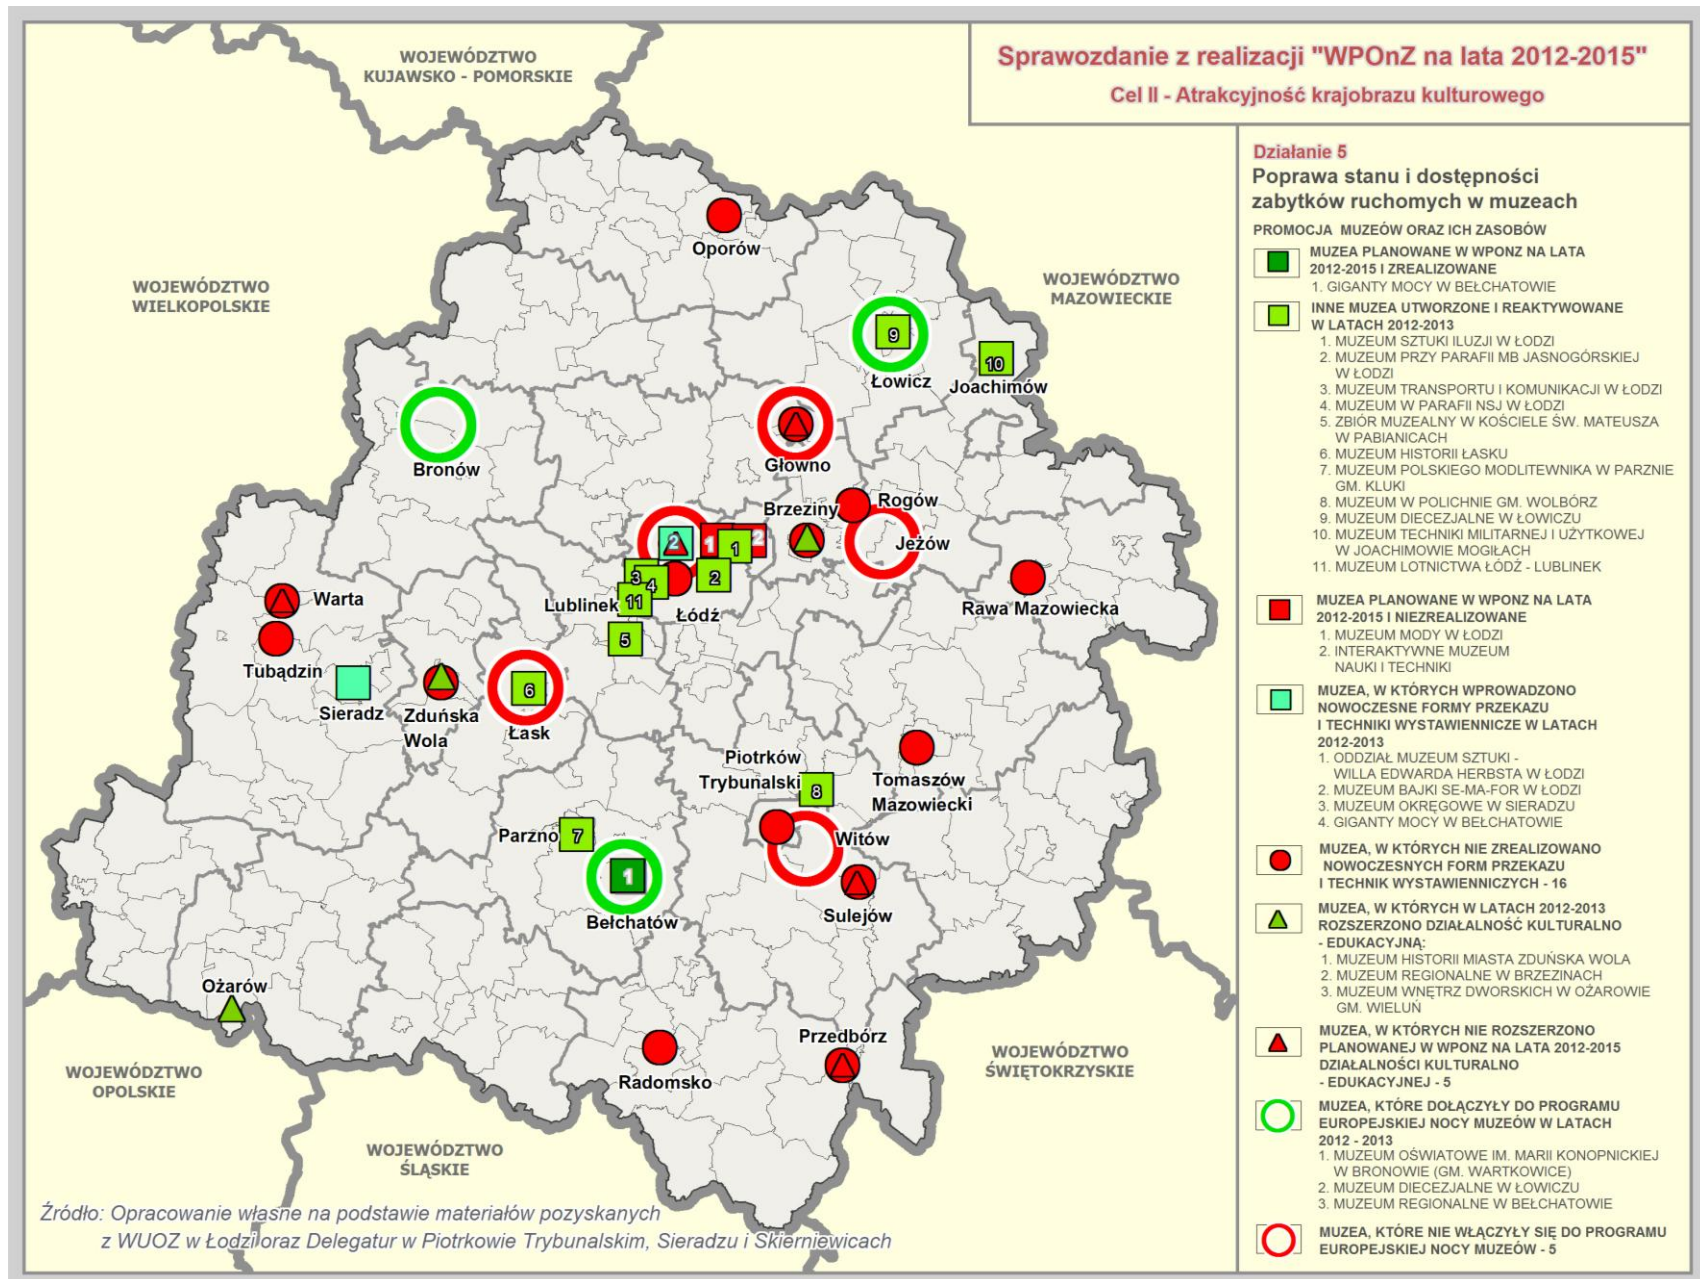 Sprawozdanie z realizacji "WPOnZ na lata 2012-2015"
Cel II - Atrakcyjność krajobrazu kulturowego
WOJEWÓDZTWO
KUJAWSKO - POMORSKIE
WOJEWÓDZTWO
WIELKOPOLSKIE
WOJEWÓDZTWO
MAZOWIECKIE
Oporów
9
Łowicz
10
Joachimów
Bronów
Głowno
Rogów
Brzeziny
Jeżów
2
1
1
2
3
4
2
11
Lublinek
Łódź
5
Rawa Mazowiecka
Warta
Tubądzin
Sieradz
Zduńska
Wola
6
Łask
Piotrków
Trybunalski
8
Tomaszów
Mazowiecki
Parzno
7
Witów
1
Bełchatów
Sulejów
Ożarów
Radomsko
Przedbórz
WOJEWÓDZTWO
OPOLSKIE
WOJEWÓDZTWO
ŚLĄSKIE
WOJEWÓDZTWO
ŚWIĘTOKRZYSKIE
Źródło: Opracowanie własne na podstawie materiałów pozyskanych
z WUOZ w Łodzi oraz Delegatur w Piotrkowie Trybunalskim, Sieradzu i Skierniewicach
Działanie 5
Poprawa stanu i dostępności
zabytków ruchomych w muzeach
PROMOCJA MUZEÓW ORAZ ICH ZASOBÓW
MUZEA PLANOWANE W WPONZ NA LATA
2012-2015 I ZREALIZOWANE
1. GIGANTY MOCY W BEŁCHATOWIE
INNE MUZEA UTWORZONE I REAKTYWOWANE
W LATACH 2012-2013
1. MUZEUM SZTUKI ILUZJI W ŁODZI
2. MUZEUM PRZY PARAFII MB JASNOGÓRSKIEJ
W ŁODZI
3. MUZEUM TRANSPORTU I KOMUNIKACJI W ŁODZI
4. MUZEUM W PARAFII NSJ W ŁODZI
5. ZBIÓR MUZEALNY W KOŚCIELE ŚW. MATEUSZA
W PABIANICACH
6. MUZEUM HISTORII ŁASKU
7. MUZEUM POLSKIEGO MODLITEWNIKA W PARZNIE
GM. KLUKI
8. MUZEUM W POLICHNIE GM. WOLBÓRZ
9. MUZEUM DIECEZJALNE W ŁOWICZU
10. MUZEUM TECHNIKI MILITARNEJ I UŻYTKOWEJ
W JOACHIMOWIE MOGIŁACH
11. MUZEUM LOTNICTWA ŁÓDŹ - LUBLINEK
MUZEA PLANOWANE W WPONZ NA LATA
2012-2015 I NIEZREALIZOWANE
1. MUZEUM MODY W ŁODZI
2. INTERAKTYWNE MUZEUM
NAUKI I TECHNIKI
MUZEA, W KTÓRYCH WPROWADZONO
NOWOCZESNE FORMY PRZEKAZU
I TECHNIKI WYSTAWIENNICZE W LATACH
2012-2013
1. ODDZIAŁ MUZEUM SZTUKI -
WILLA EDWARDA HERBSTA W ŁODZI
2. MUZEUM BAJKI SE-MA-FOR W ŁODZI
3. MUZEUM OKRĘGOWE W SIERADZU
4. GIGANTY MOCY W BEŁCHATOWIE
MUZEA, W KTÓRYCH NIE ZREALIZOWANO
NOWOCZESNYCH FORM PRZEKAZU
I TECHNIK WYSTAWIENNICZYCH - 16
MUZEA, W KTÓRYCH W LATACH 2012-2013
ROZSZERZONO DZIAŁALNOŚĆ KULTURALNO
- EDUKACYJNĄ:
1. MUZEUM HISTORII MIASTA ZDUŃSKA WOLA
2. MUZEUM REGIONALNE W BRZEZINACH
3. MUZEUM WNĘTRZ DWORSKICH W OŻAROWIE
GM. WIELUŃ
MUZEA, W KTÓRYCH NIE ROZSZERZONO
PLANOWANEJ W WPONZ NA LATA 2012-2015
DZIAŁALNOŚCI KULTURALNO
- EDUKACYJNEJ - 5
MUZEA, KTÓRE DOŁĄCZYŁY DO PROGRAMU
EUROPEJSKIEJ NOCY MUZEÓW W LATACH
2012 - 2013
1. MUZEUM OŚWIATOWE IM. MARII KONOPNICKIEJ
W BRONOWIE (GM. WARTKOWICE)
2. MUZEUM DIECEZJALNE W ŁOWICZU
3. MUZEUM REGIONALNE W BEŁCHATOWIE
MUZEA, KTÓRE NIE WŁĄCZYŁY SIĘ DO PROGRAMU
EUROPEJSKIEJ NOCY MUZEÓW - 5